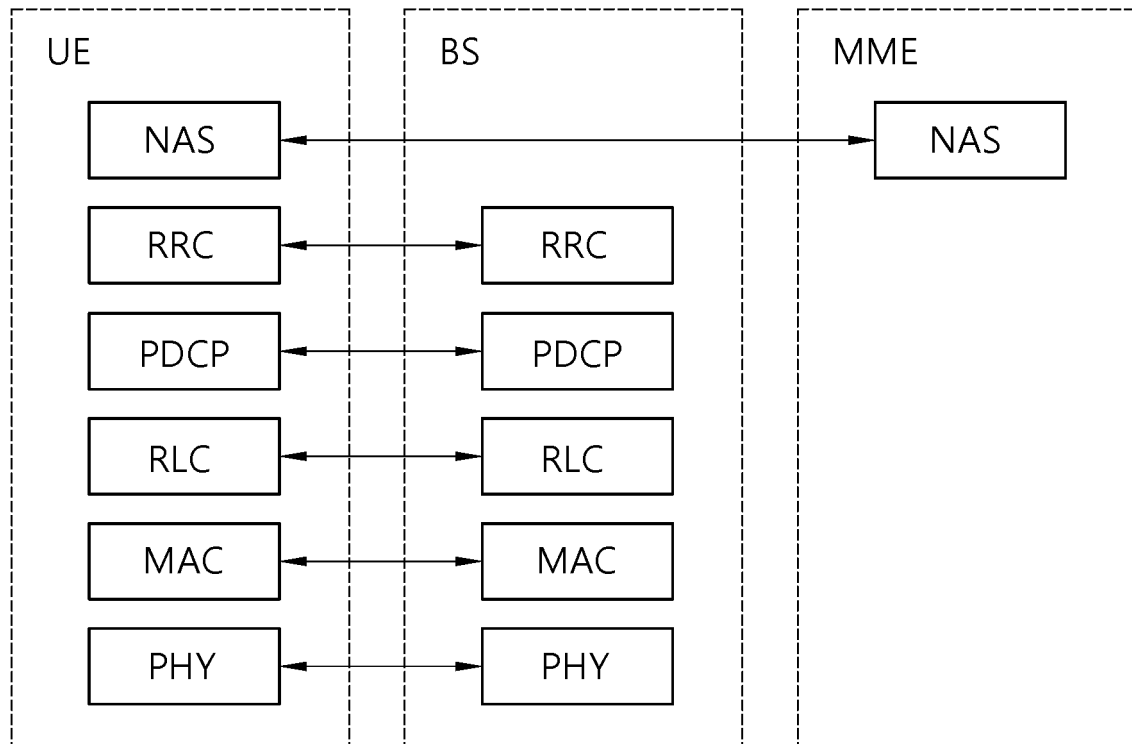 UE BS MME
NAS NAS
RRC RRC
PDCP PDCP
RLC RLC
MAC MAC
PHY PHY